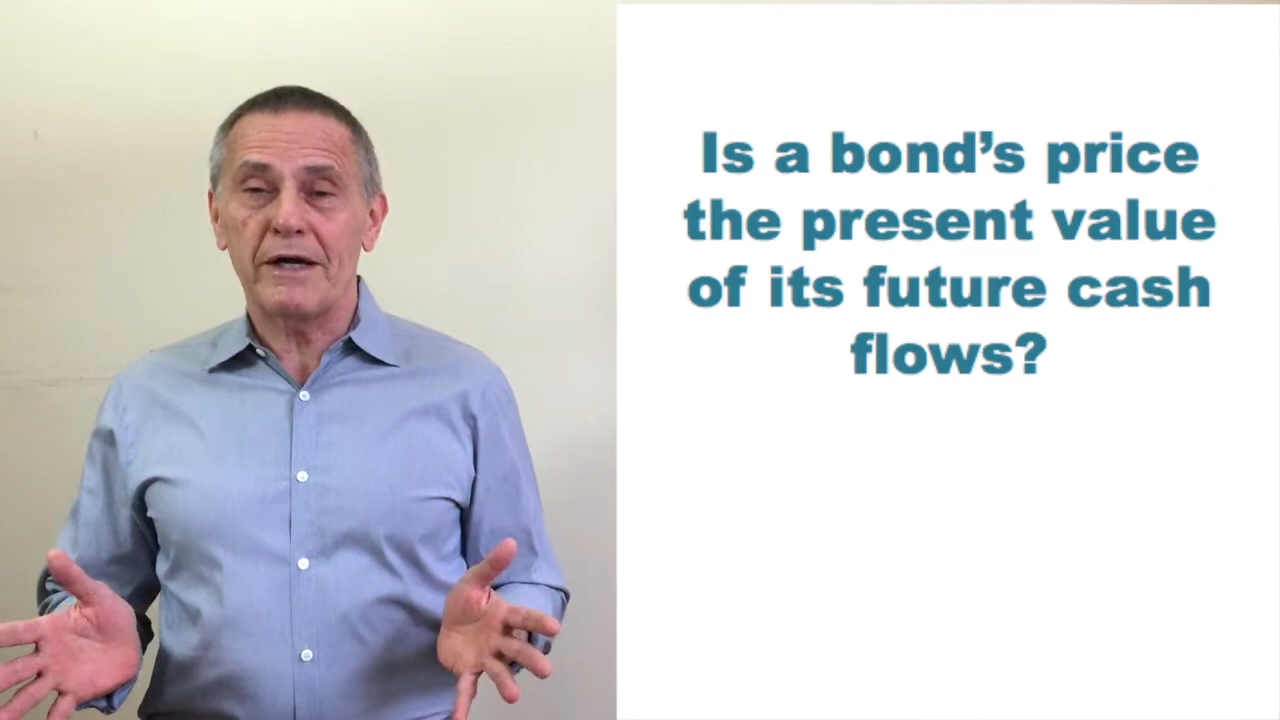 Is a bond’s price
the present value
of its future cash
flows?